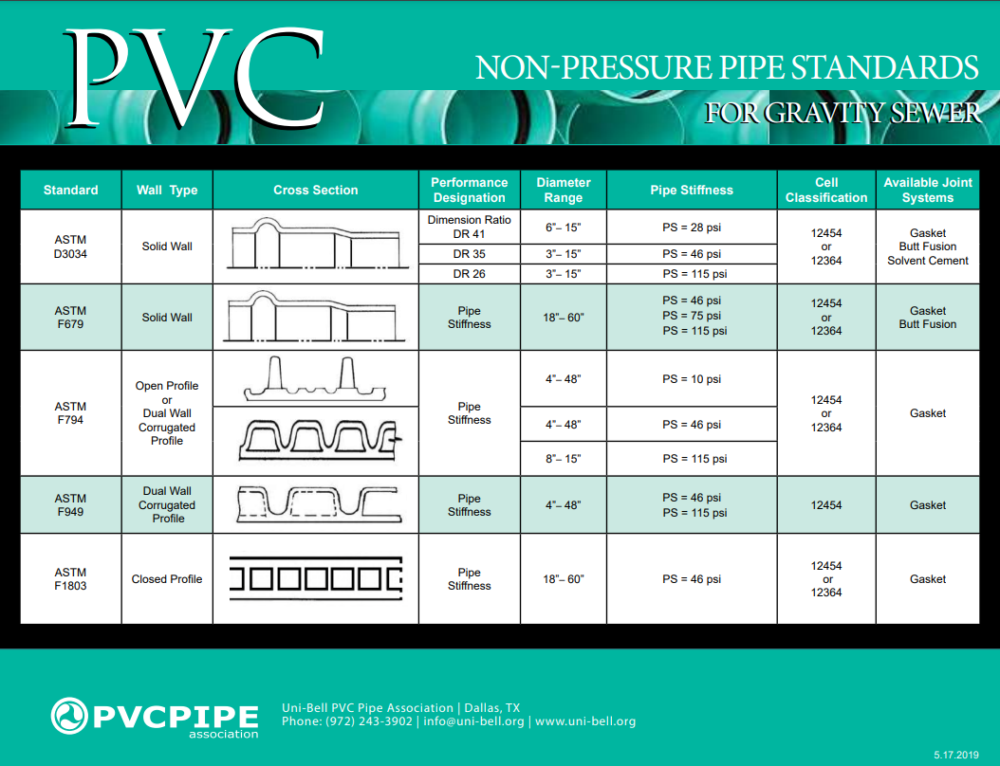 PVC
NON-PRESSURE PIPE STANDARDS
FOR GRAVITY SEWER
Standard
Wall Type
Cross Section
Performance
Designation
Diameter
Range
Pipe Stiffness
Cell
Classification
Available Joint
Systems
ASTM
D3034
Solid Wall
Dimension Ratio
DR 41
6"– 15"
PS = 28 psi
DR 35
3"– 15"
PS = 46 psi
DR 26
3"– 15"
PS = 115 psi
12454
or
12364
Gasket
Butt Fusion
Solvent Cement
ASTM
F679
Solid Wall
Pipe
Stiffness
18"– 60"
PS = 46 psi
PS = 75 psi
PS = 115 psi
12454
or
12364
Gasket
Butt Fusion
ASTM
F794
Open Profile
or
Dual Wall
Corrugated
Profile
Pipe
Stiffness
4"– 48"
PS = 10 psi
4"– 48"
PS = 46 psi
8"– 15"
PS = 115 psi
12454
or
12364
Gasket
ASTM
F949
Dual Wall
Corrugated
Profile
Pipe
Stiffness
4"– 48"
PS = 46 psi
PS = 115 psi
12454
Gasket
ASTM
F1803
Closed Profile
Pipe
Stiffness
18"– 60"
PS = 46 psi
12454
or
12364
Gasket
PVCPIPE
association
Uni-Bell PVC Pipe Association | Dallas, TX
Phone: (972) 243-3902 | info@uni-bell.org | www.uni-bell.org
5.17.2019